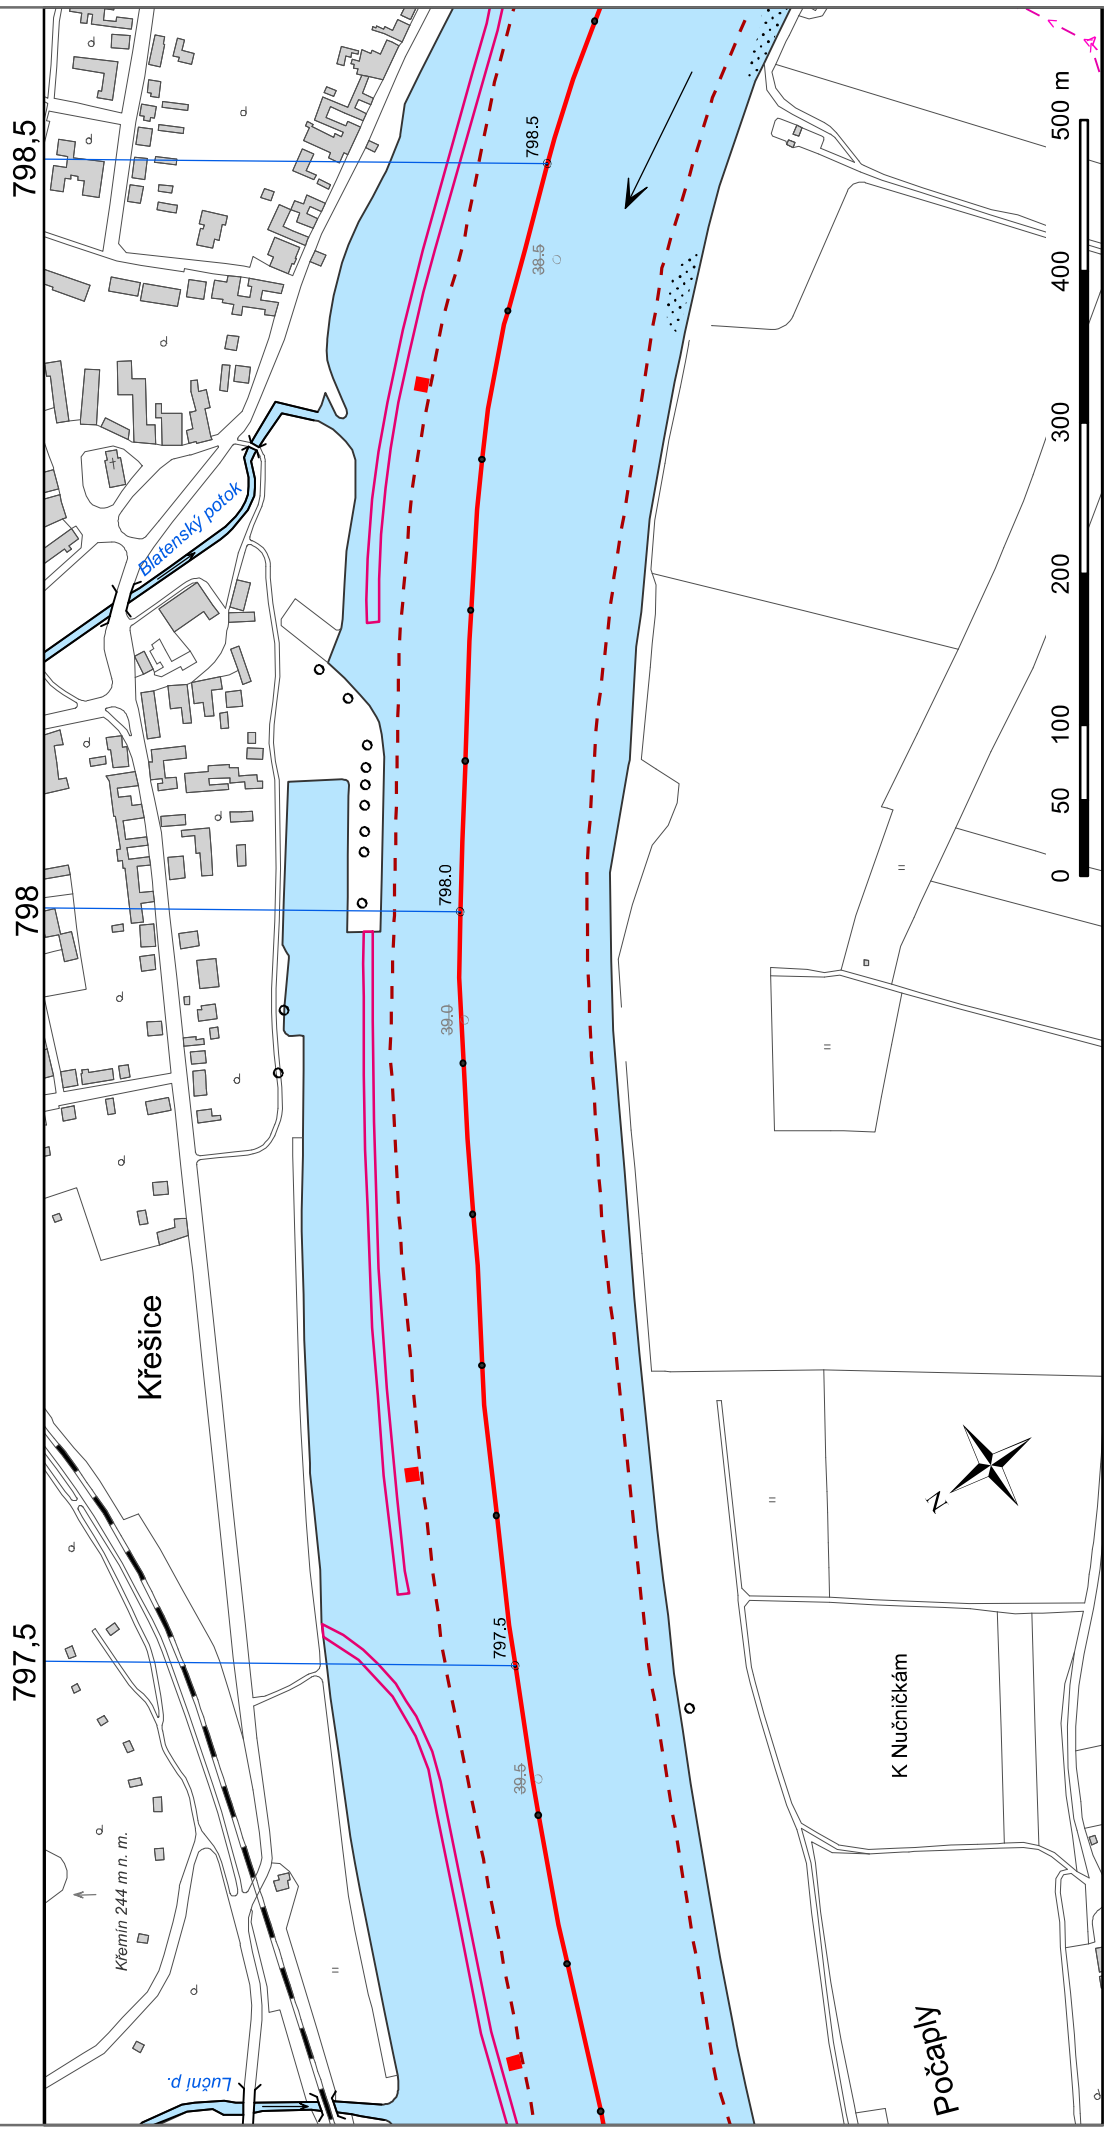 798,5
798.5
38.5
500 m
400
300
200
100
50
0
Blatenský potok
798
798.0
39.0
Křešice
N
797,5
797.5
39.5
K Nučničkám
Křemín 244 m n. m.
Luční p.
Počaply